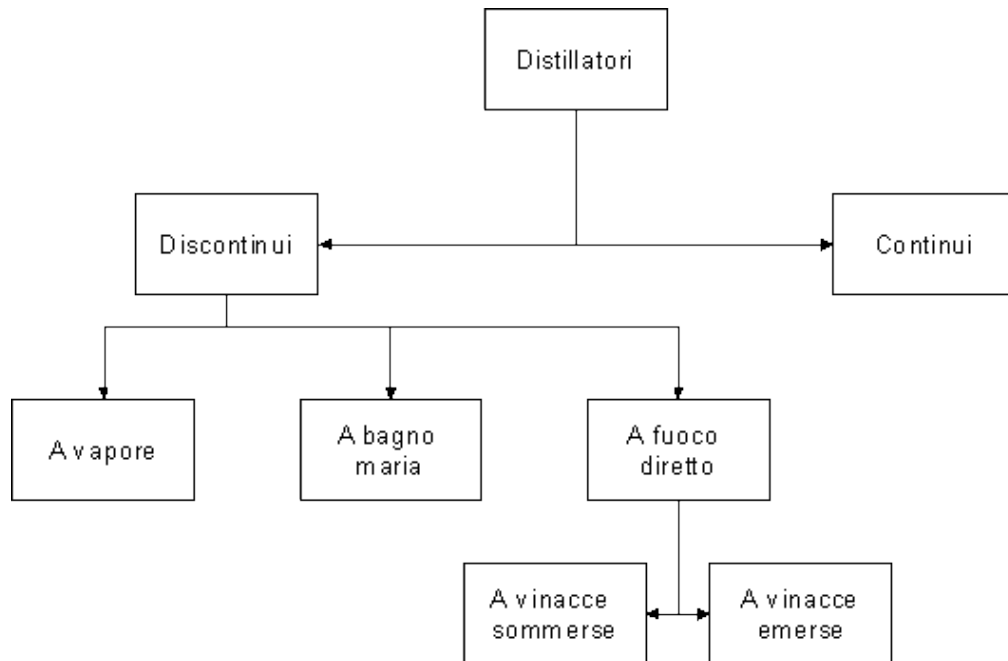 Distillatori
Discontinui
Continui
A vapore
A bagno
maria
A fuoco
diretto
A vinacce
sommerse
A vinacce
emerse